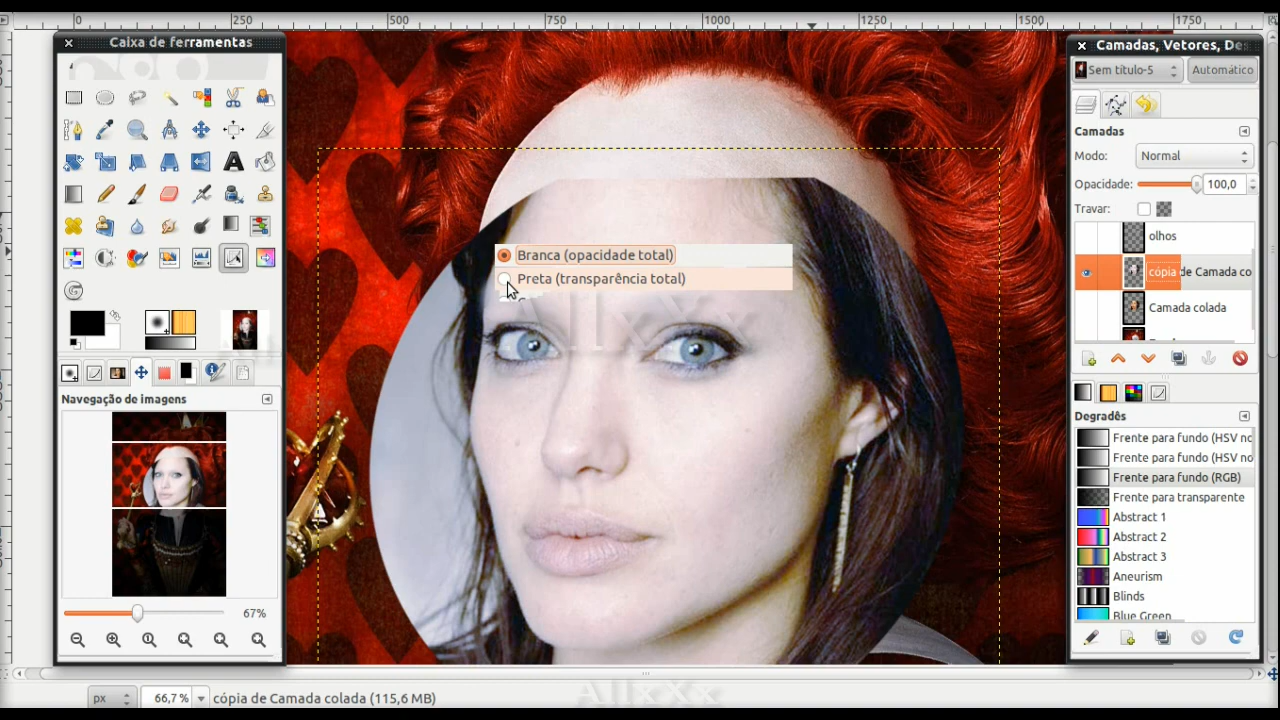 0
250
500
750
1000
1250
1500
1750
Caixa de ferramentas
Camadas, Vetores, De
Sem título-5
Automático
Camadas
Modo:
Normal
Opacidade:
100,0
Travar:
olhos
cópia de Camada co
Camada colada
Branca (opacidade total)
Preta (transparência total)
Navegação de imagens
67%
Degradês
Frente para fundo (HSV no
Frente para fundo (HSV no
Frente para fundo (RGB)
Frente para transparente
Abstract 1
Abstract 2
Abstract 3
Aneurism
Blinds
Blue Green
px
66,7%
cópia de Camada colada (115,6 MB)
AllxXx